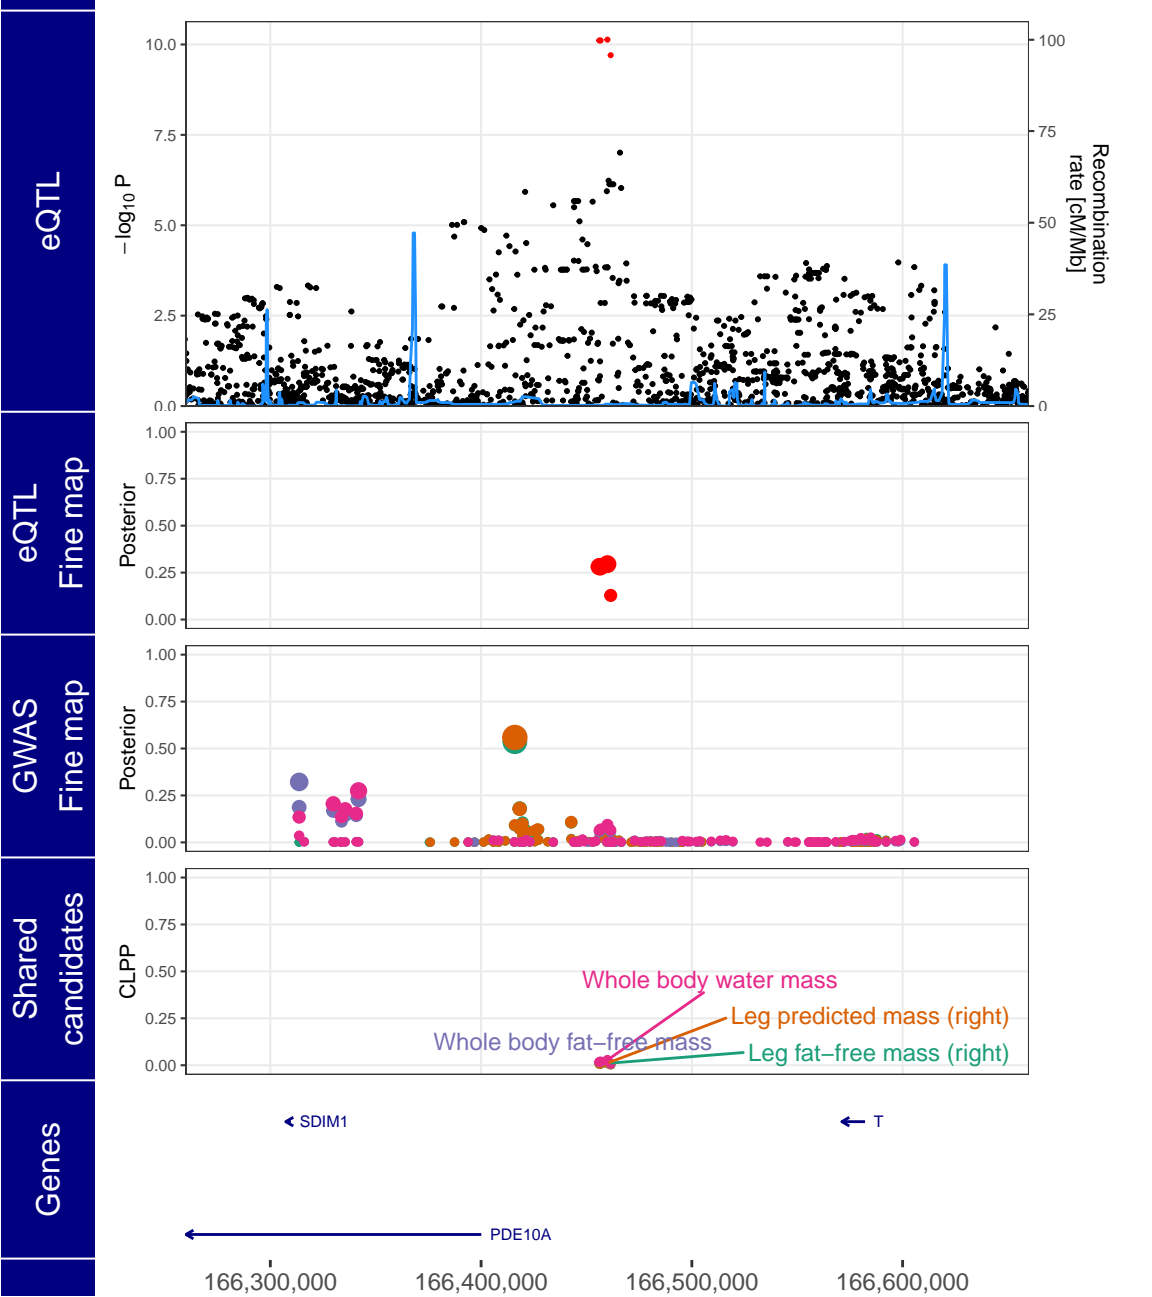 eQTL
−log10 P
10.0
7.5
5.0
2.5
0.0
100
75
50
25
0
Recombination
rate [cM/Mb]
eQTL
Fine map
Posterior
1.00
0.75
0.50
0.25
0.00
GWAS
Fine map
Posterior
1.00
0.75
0.50
0.25
0.00
Shared
candidates
CLPP
1.00
0.75
0.50
0.25
0.00
Whole body water mass
Leg predicted mass (right)
Whole body fat−free mass
Leg fat−free mass (right)
Genes
SDIM1
T
PDE10A
166,300,000
166,400,000
166,500,000
166,600,000